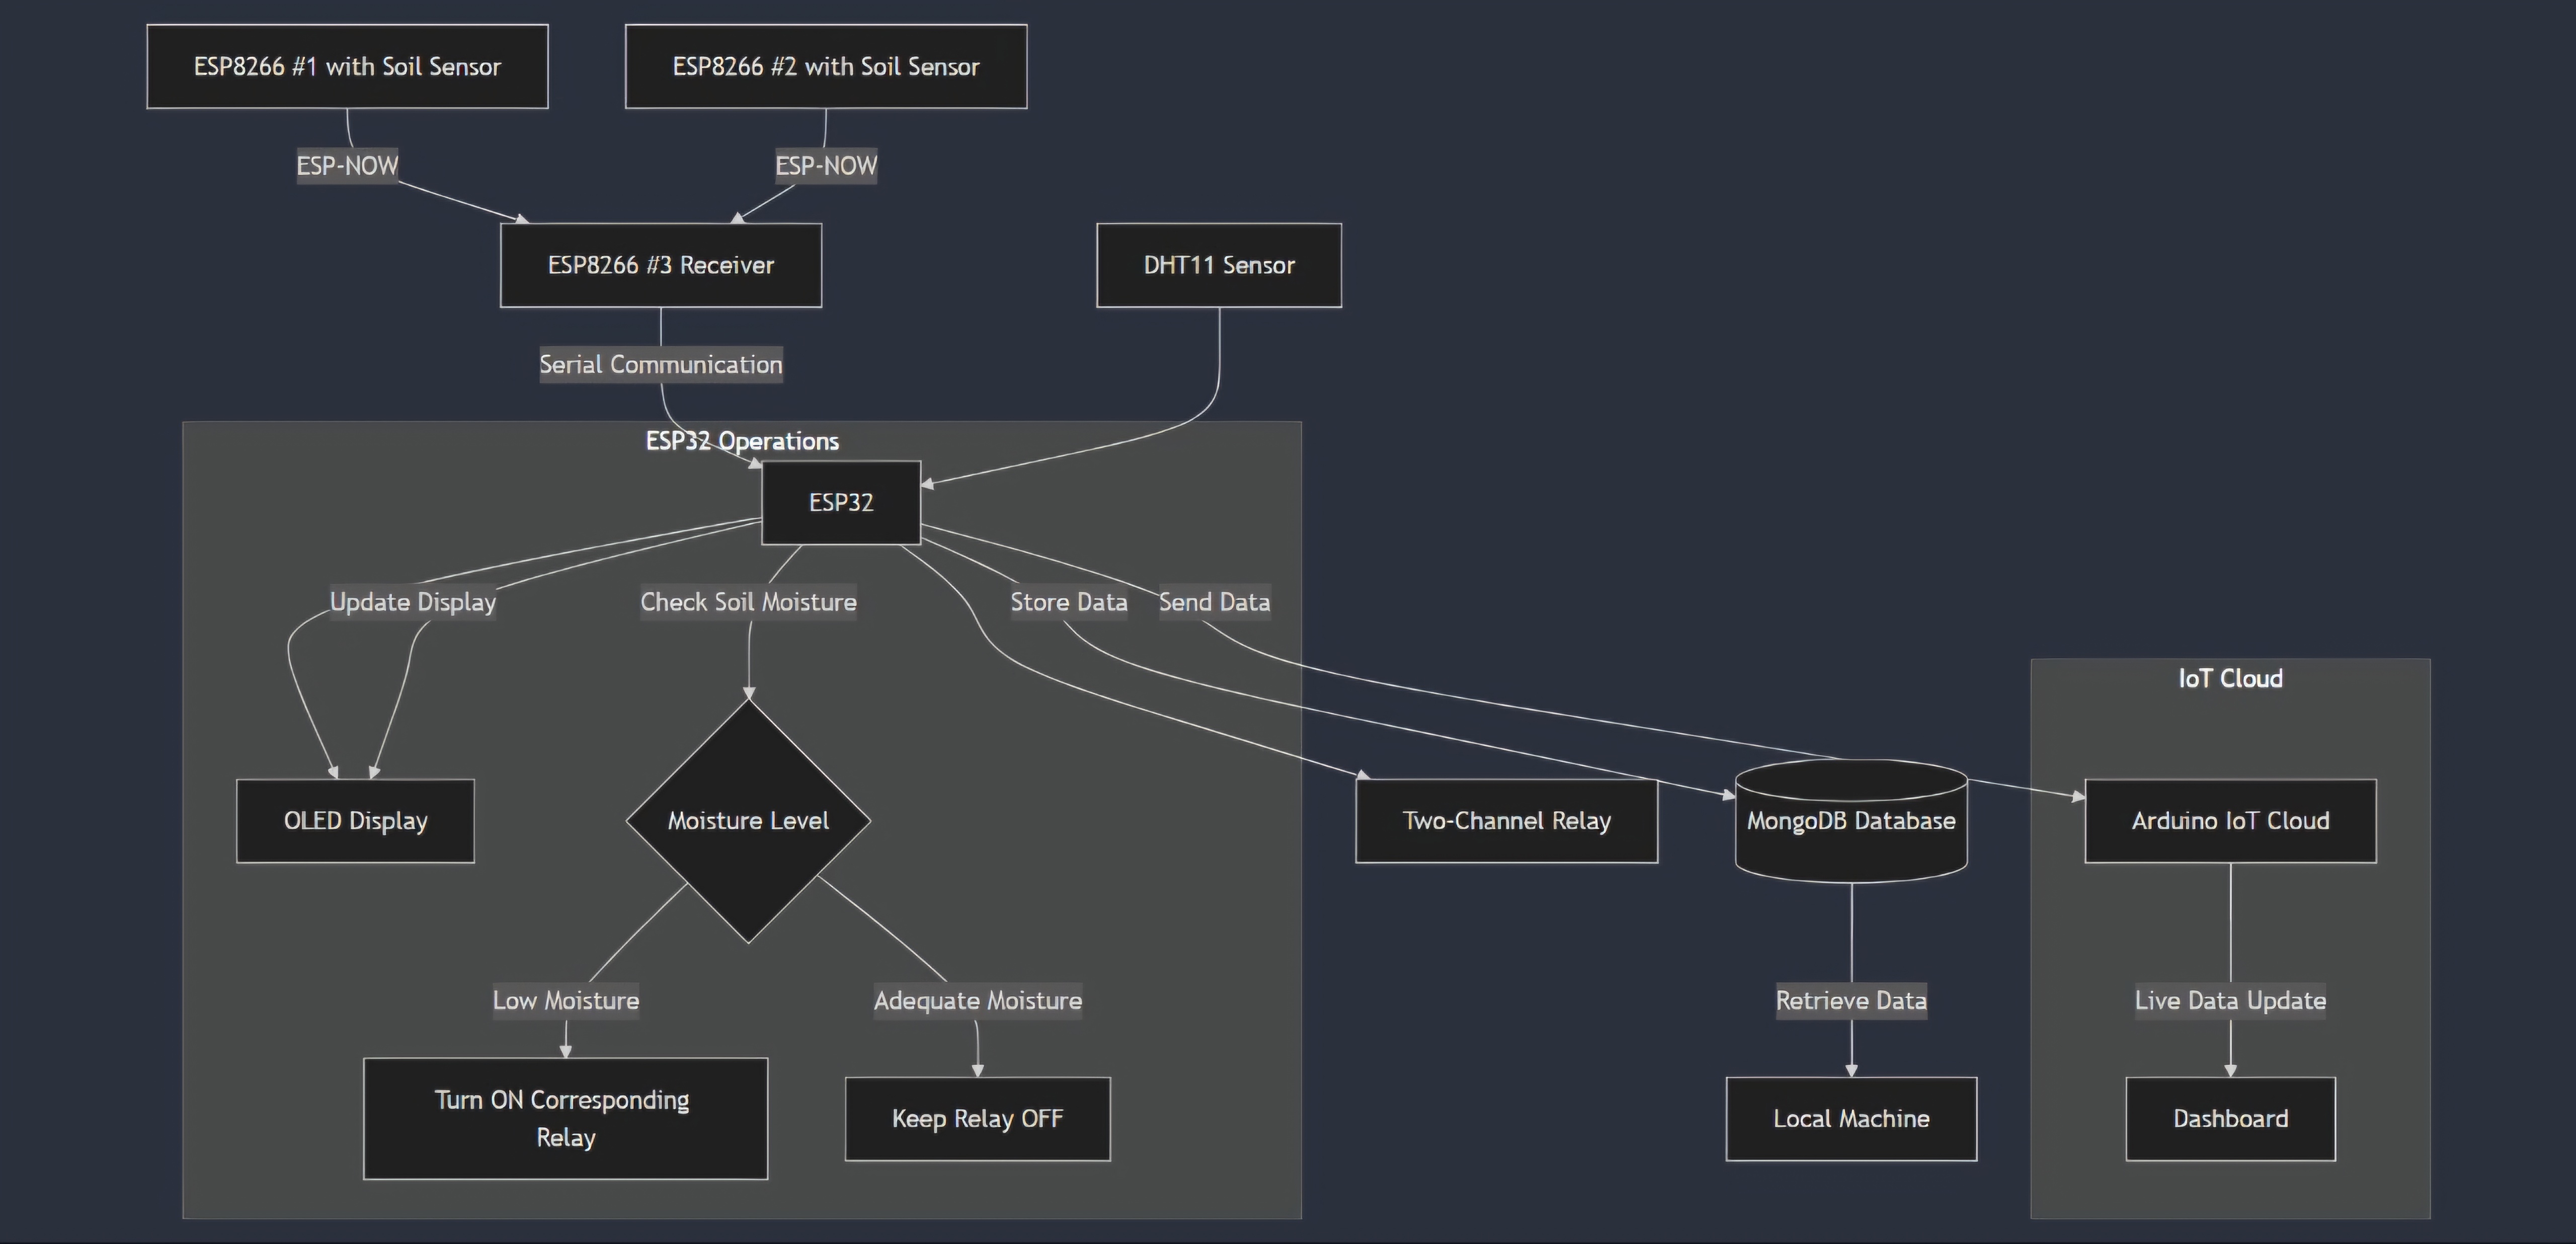 ESP8266 #1 with Soil Sensor
ESP8266 #2 with Soil Sensor
ESP-NOW
ESP-NOW
ESP8266 #3 Receiver
DHT11 Sensor
Serial Communication
ESP32 Operations
ESP32
Update Display
Check Soil Moisture
Store Data
Send Data
IoT Cloud
OLED Display
Moisture Level
Two-Channel Relay
MongoDB Database
Arduino IoT Cloud
Low Moisture
Adequate Moisture
Retrieve Data
Live Data Update
Turn ON Corresponding
Relay
Keep Relay OFF
Local Machine
Dashboard